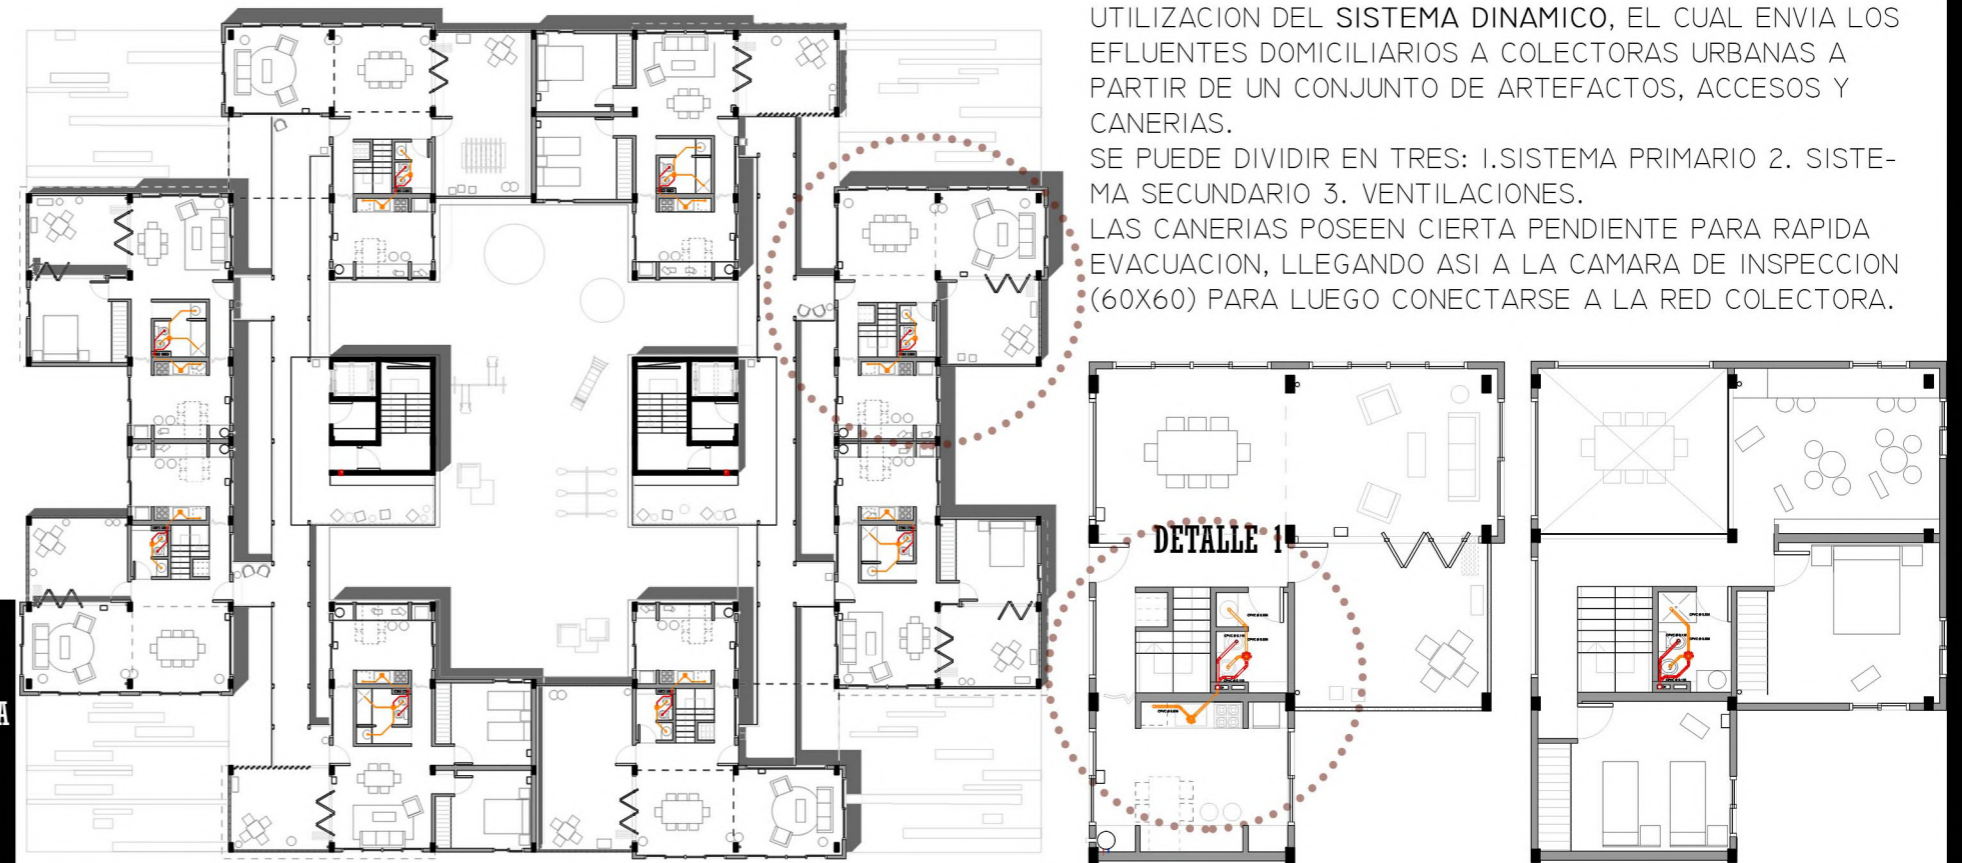 UTILIZACION DEL SISTEMA DINAMICO, EL CUAL ENVIA LOS
EFLUENTES DOMICILIARIOS A COLECTORAS URBANAS A
PARTIR DE UN CONJUNTO DE ARTEFACTOS, ACCESOS Y
CANERIAS.
SE PUEDE DIVIDIR EN TRES: 1.SISTEMA PRIMARIO 2. SISTE-
MA SECUNDARIO 3. VENTILACIONES.
LAS CANERIAS POSEEN CIERTA PENDIENTE PARA RAPIDA
EVACUACION, LLEGANDO ASI A LA CAMARA DE INSPECCION
(60X60) PARA LUEGO CONECTARSE A LA RED COLECTORA.
DETALLE 1
A